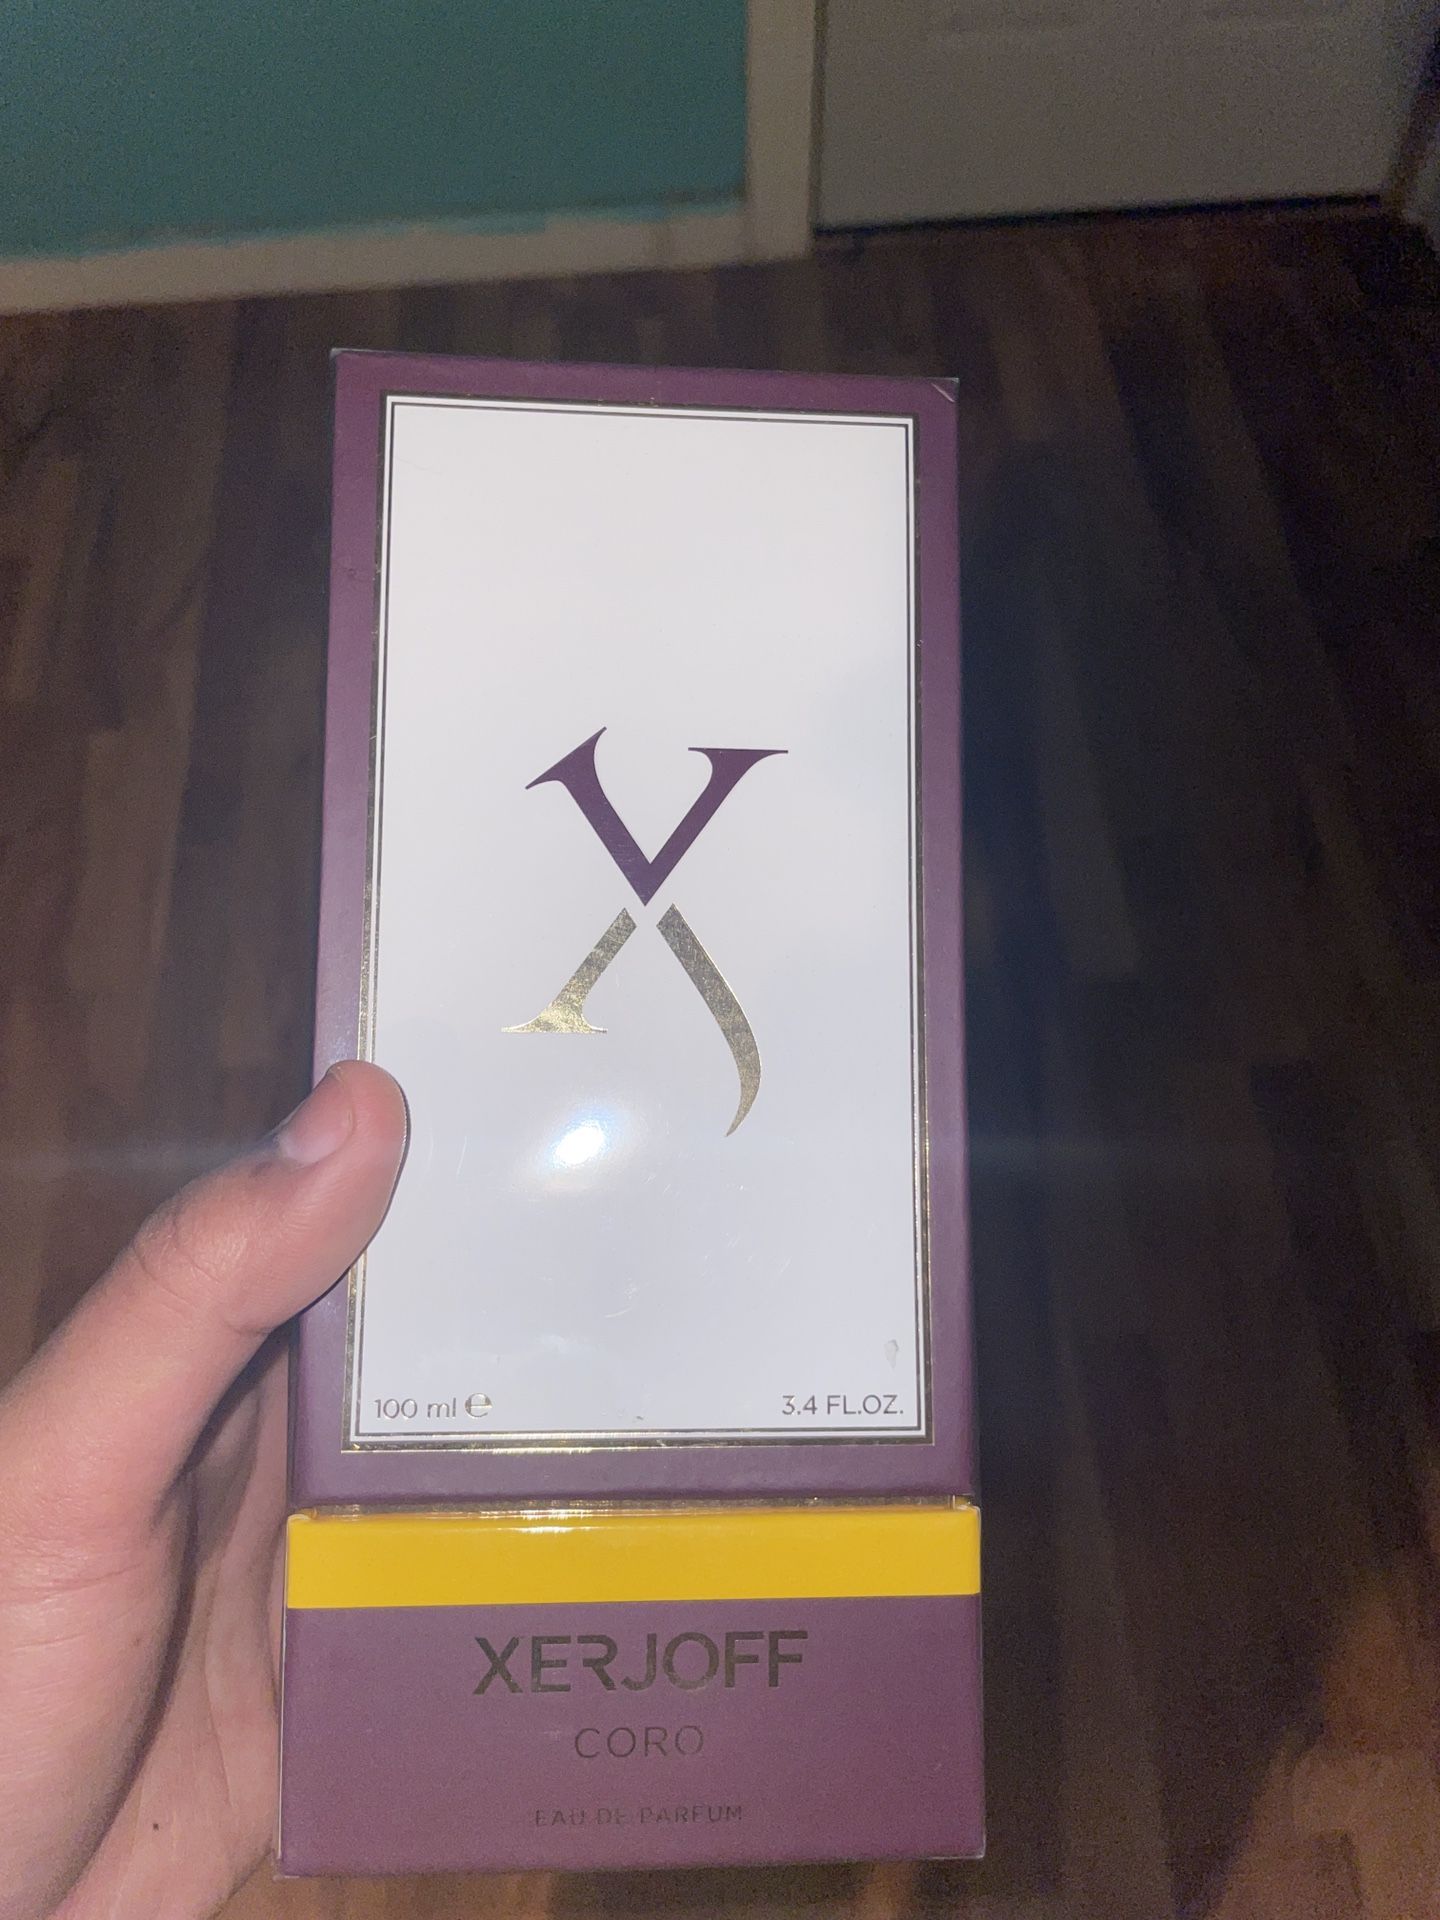 X
100 ml ℮ 3.4 FL.OZ.
XERJOFF
CORO
EAU DE PARFUM